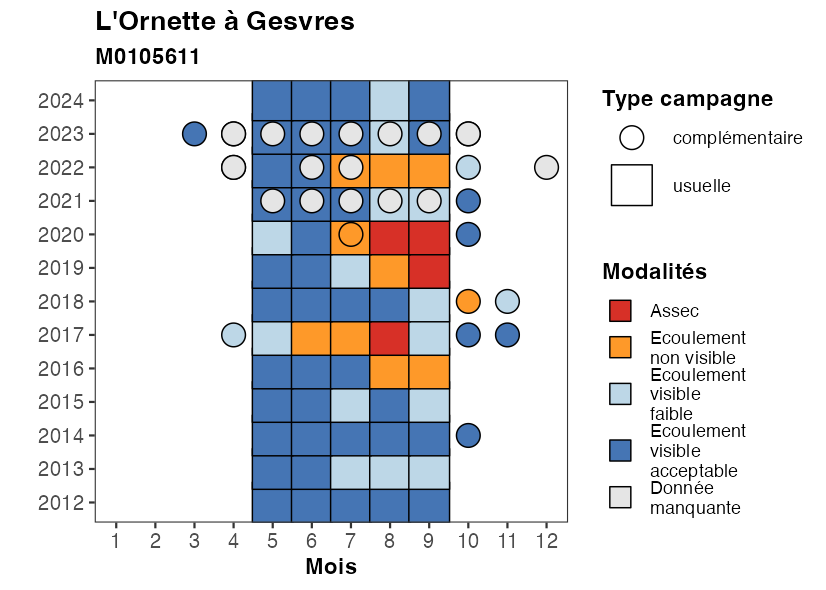 L'Ornette à Gesvres
M0105611
2024
2023
2022
2021
2020
2019
2018
2017
2016
2015
2014
2013
2012
1 2 3 4 5 6 7 8 9 10 11 12
Mois
Type campagne
complémentaire
usuelle
Modalités
Assec
Ecoulement
non visible
Ecoulement
visible
faible
Ecoulement
visible
acceptable
Donnée
manquante